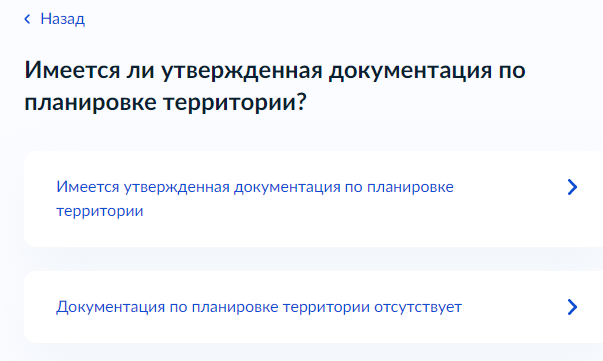 Назад
Имеется ли утвержденная документация по
планировке территории?
Имеется утвержденная документация по планировке
территории
Документация по планировке территории отсутствует